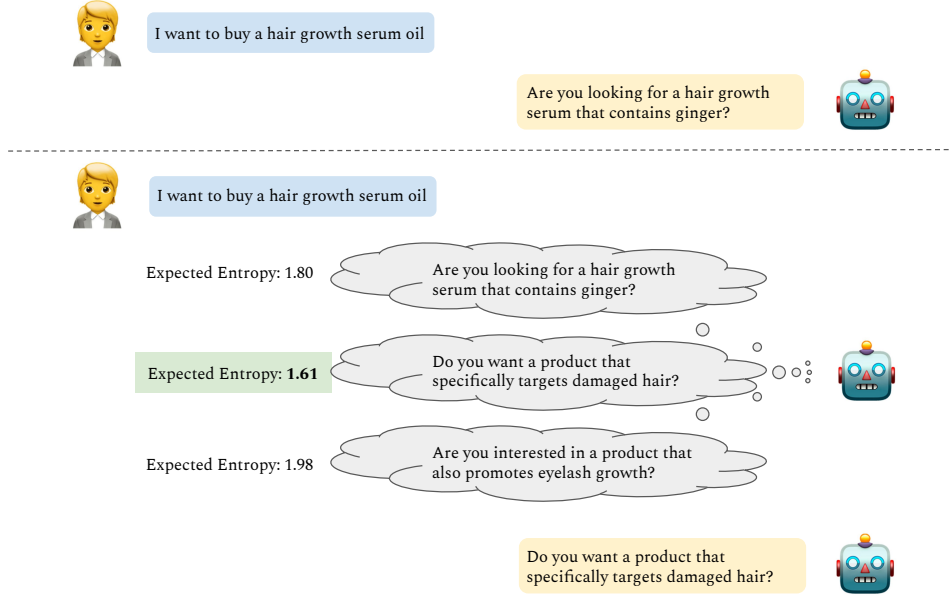 I want to buy a hair growth serum oil
Are you looking for a hair growth
serum that contains ginger?
I want to buy a hair growth serum oil
Expected Entropy: 1.80
Are you looking for a hair growth
serum that contains ginger?
Expected Entropy: 1.61
Do you want a product that
specifically targets damaged hair?
Expected Entropy: 1.98
Are you interested in a product that
also promotes eyelash growth?
Do you want a product that
specifically targets damaged hair?